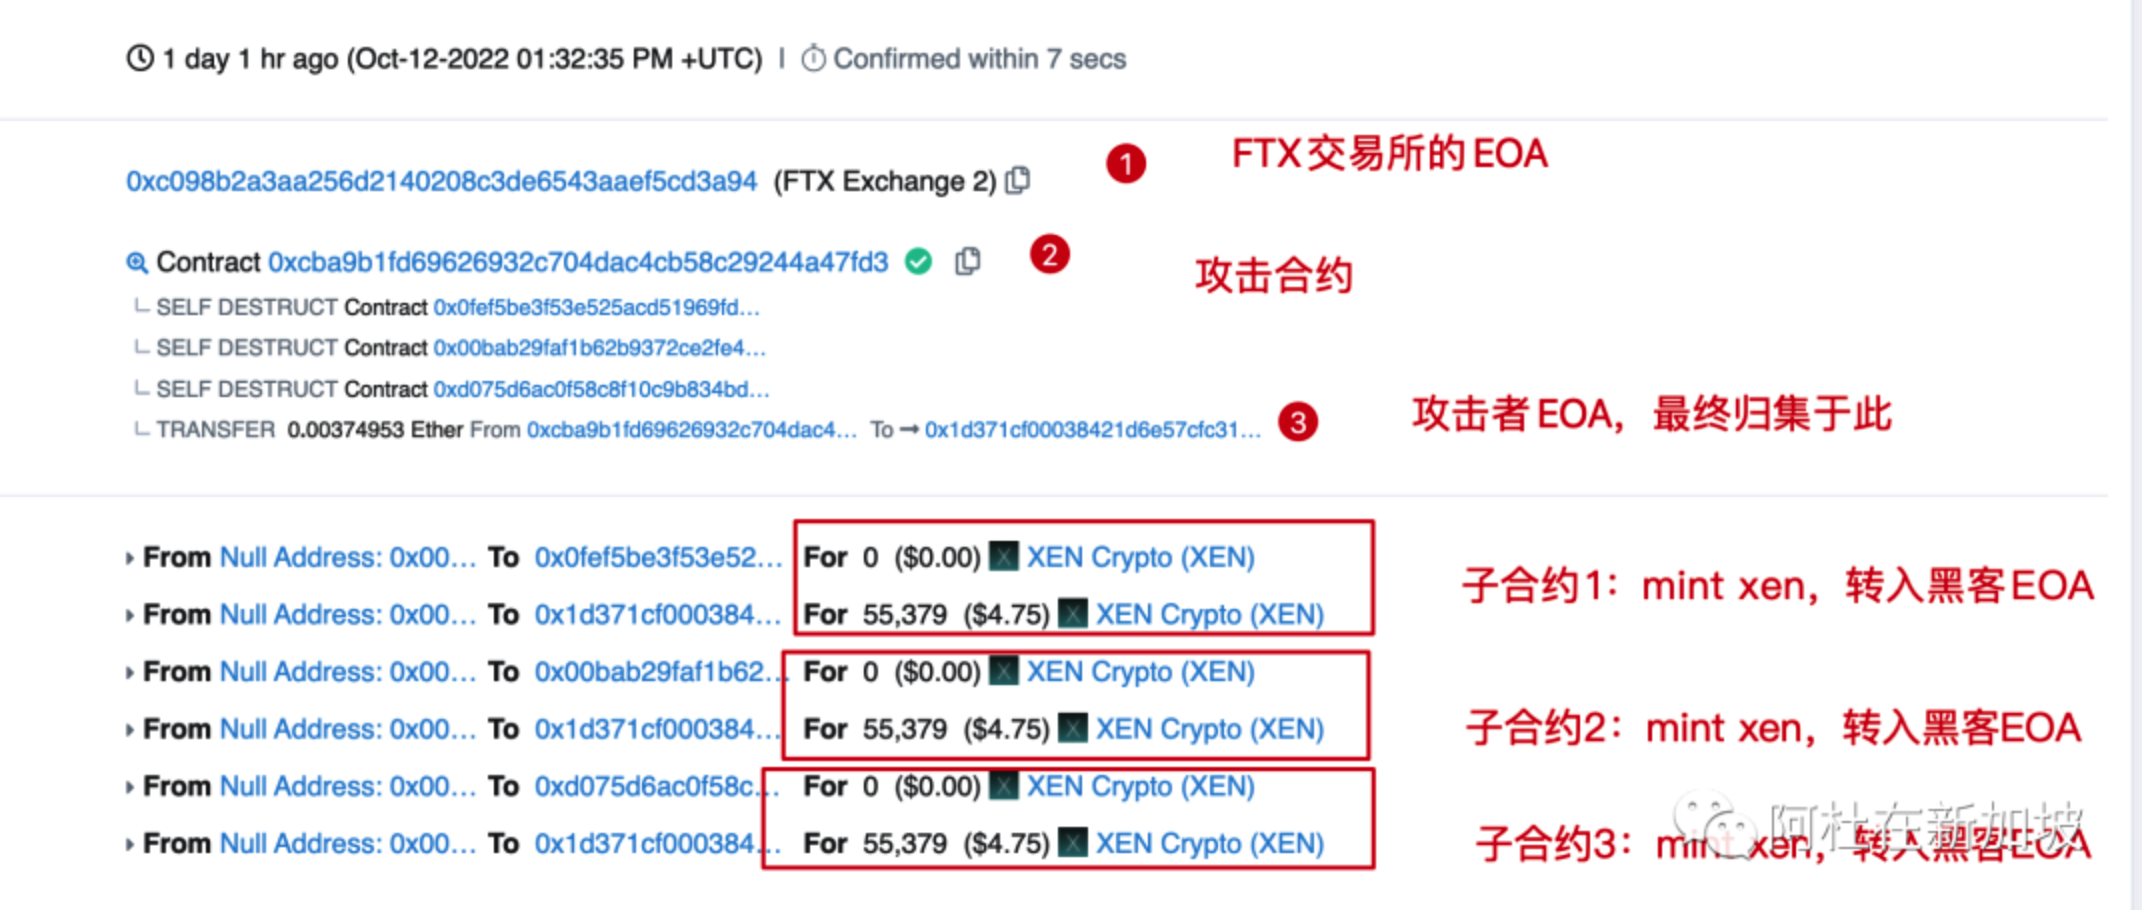 1 day 1 hr ago (Oct-12-2022 01:32:35 PM +UTC) | Confirmed within 7 secs
0xc098b2a3aa256d2140208c3de6543aaef5cd3a94 (FTX Exchange 2) 1 FTX交易所的EOA
Contract 0xcba9b1fd69626932c704dac4cb58c29244a47fd3 2 攻击合约
SELF DESTRUCT Contract 0x0fef5be3f53e525acd51969fd...
SELF DESTRUCT Contract 0x00bab29faf1b62b9372ce2fe4...
SELF DESTRUCT Contract 0xd075d6ac0f58c8f10c9b834bd...
TRANSFER 0.00374953 Ether From 0xcba9b1fd69626932c704dac4... To → 0x1d371cf00038421d6e57cfc31... 3 攻击者EOA，最终归集于此
From Null Address: 0x00... To 0x0fef5be3f53e52... For 0 ($0.00) XEN Crypto (XEN) 子合约1：mint xen，转入黑客EOA
From Null Address: 0x00... To 0x1d371cf000384... For 55,379 ($4.75) XEN Crypto (XEN)
From Null Address: 0x00... To 0x00bab29faf1b62... For 0 ($0.00) XEN Crypto (XEN)
From Null Address: 0x00... To 0x1d371cf000384... For 55,379 ($4.75) XEN Crypto (XEN) 子合约2：mint xen，转入黑客EOA
From Null Address: 0x00... To 0xd075d6ac0f58c... For 0 ($0.00) XEN Crypto (XEN)
阿杜在新加坡
From Null Address: 0x00... To 0x1d371cf000384... For 55,379 ($4.75) XEN Crypto (XEN) 子合约3：mint xen，转入黑客EOA